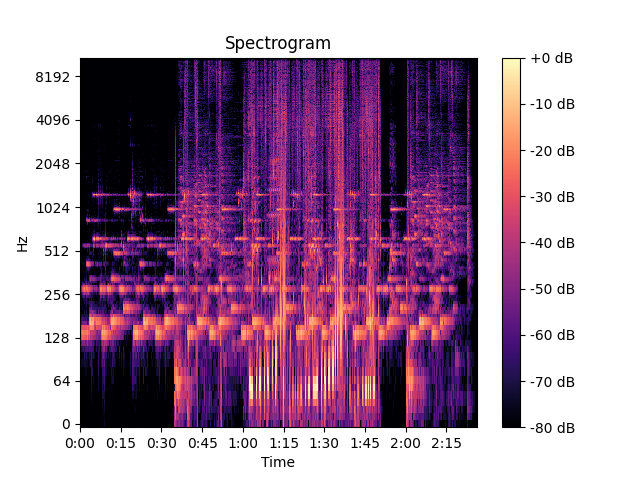 Spectrogram
8192
4096
2048
1024
512
256
128
64
0
Hz
0:00 0:15 0:30 0:45 1:00 1:15 1:30 1:45 2:00 2:15
Time
+0 dB
-10 dB
-20 dB
-30 dB
-40 dB
-50 dB
-60 dB
-70 dB
-80 dB